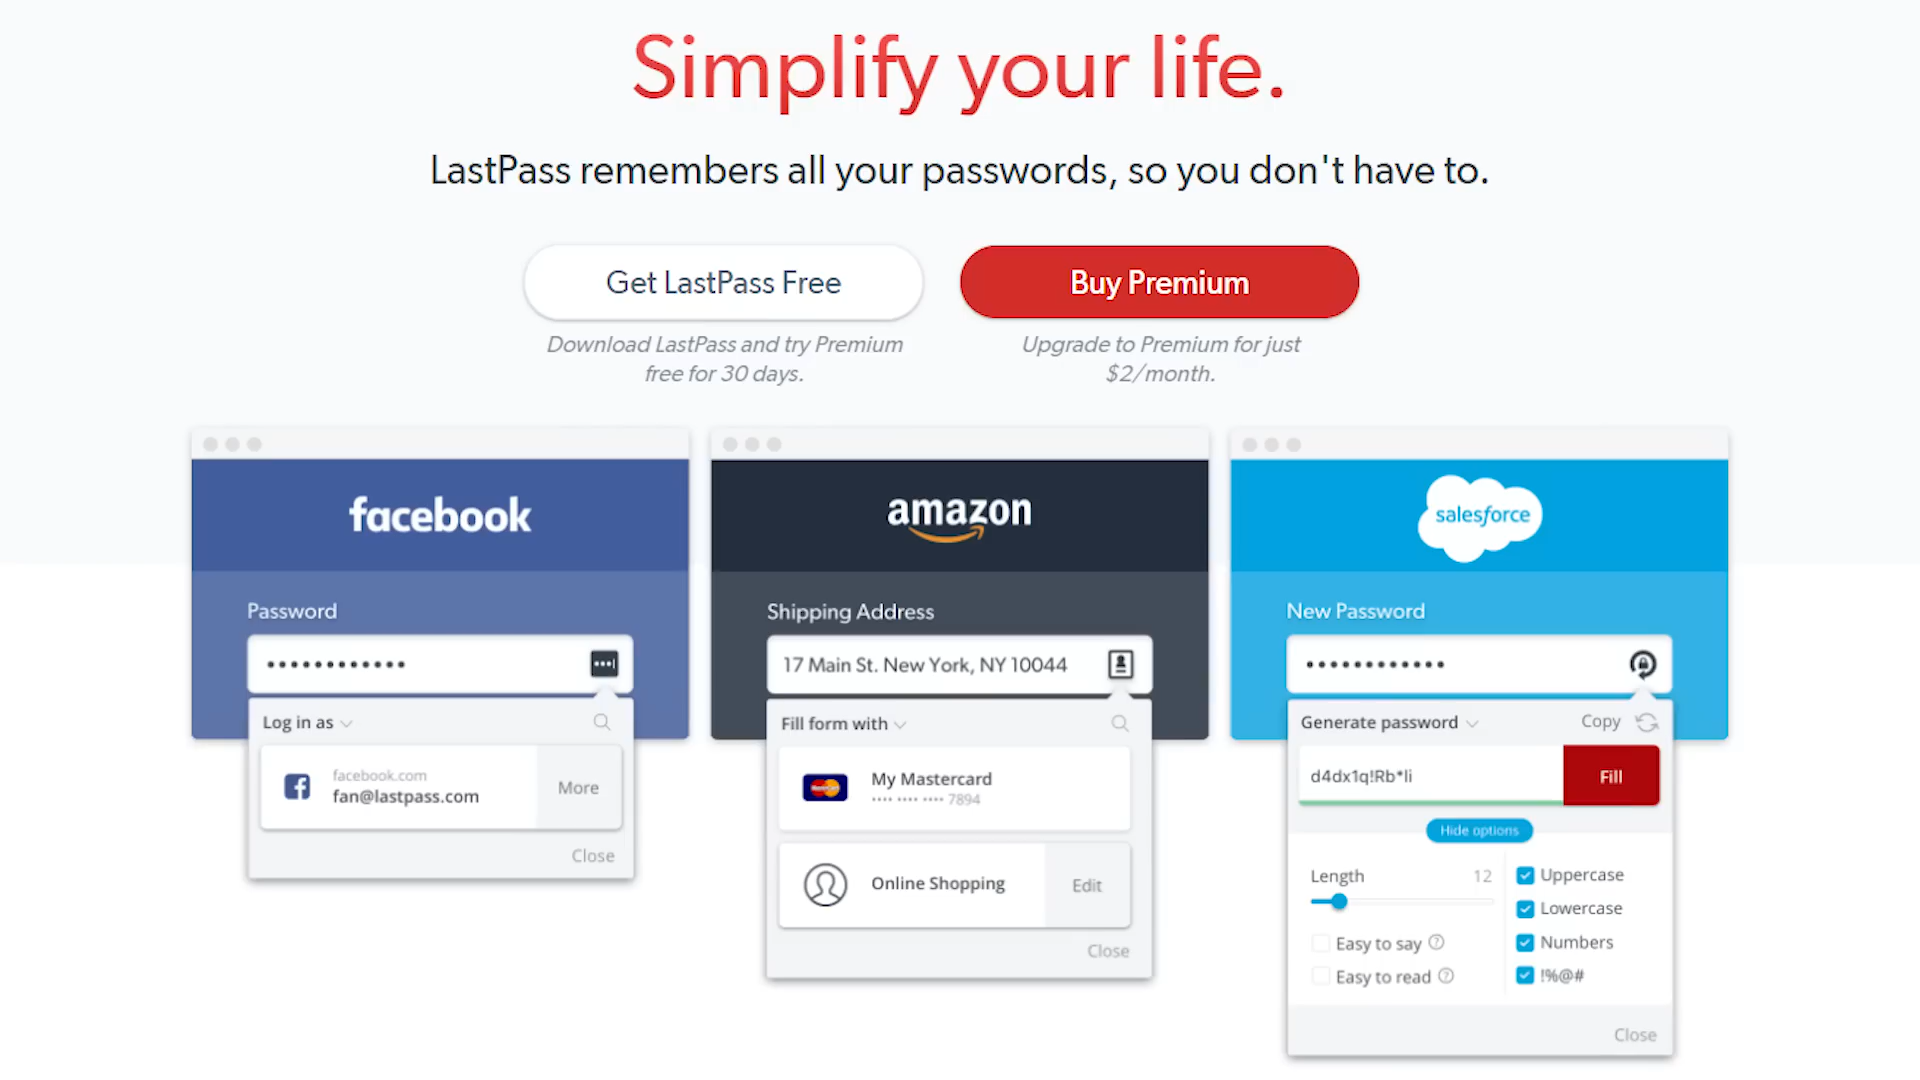 Simplify your life.
LastPass remembers all your passwords, so you don't have to.
Get LastPass Free
Buy Premium
Download LastPass and try Premium
free for 30 days.
Upgrade to Premium for just
$2/month.
facebook
Password
Log in as
facebook.com
fan@lastpass.com
More
Close
amazon
Shipping Address
17 Main St. New York, NY 10044
Fill form with
My Mastercard
•••• •••• •••• 7894
Online Shopping
Edit
Close
salesforce
New Password
Generate password
Copy
d4dx1q!Rb*li
Fill
Hide options
Length 12
Easy to say
Easy to read
Uppercase
Lowercase
Numbers
!%@#
Close